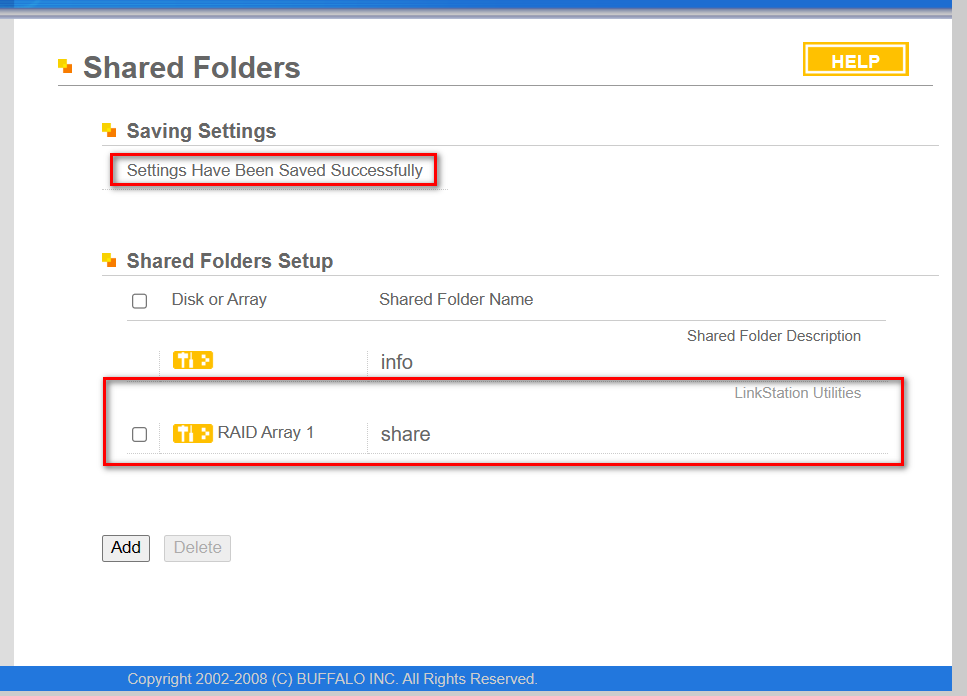 Shared Folders
HELP
Saving Settings
Settings Have Been Saved Successfully
Shared Folders Setup
Disk or Array Shared Folder Name
Shared Folder Description
info
LinkStation Utilities
RAID Array 1 share
Add Delete
Copyright 2002-2008 (C) BUFFALO INC. All Rights Reserved.